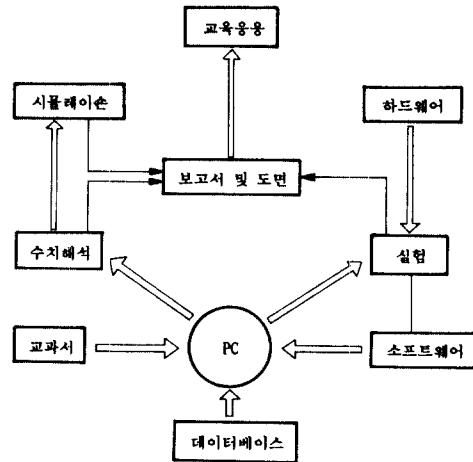 교육응용
시뮬레이숀
하드웨어
보고서 및 도면
수치해석
실험
교과서
PC
소프트웨어
데이터베이스